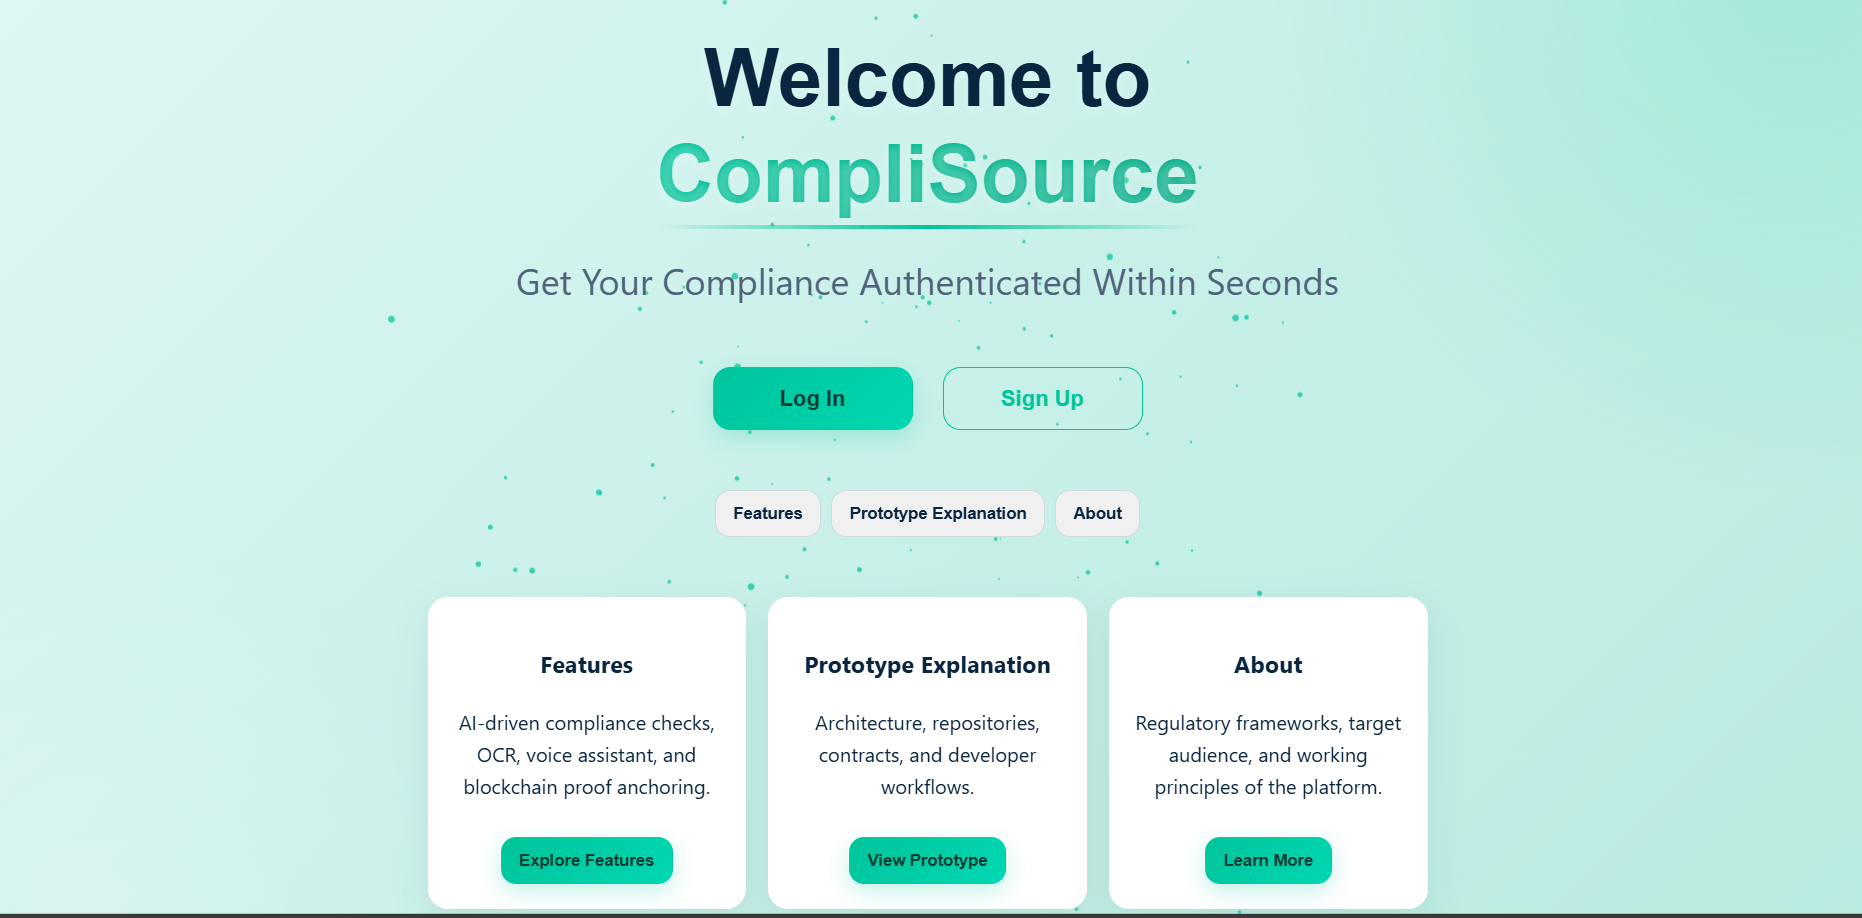 Welcome to
CompliSource
Get Your Compliance Authenticated Within Seconds
Log In
Sign Up
Features
Prototype Explanation
About
Features
AI-driven compliance checks,
OCR, voice assistant, and
blockchain proof anchoring.
Explore Features
Prototype Explanation
Architecture, repositories,
contracts, and developer
workflows.
View Prototype
About
Regulatory frameworks, target
audience, and working
principles of the platform.
Learn More